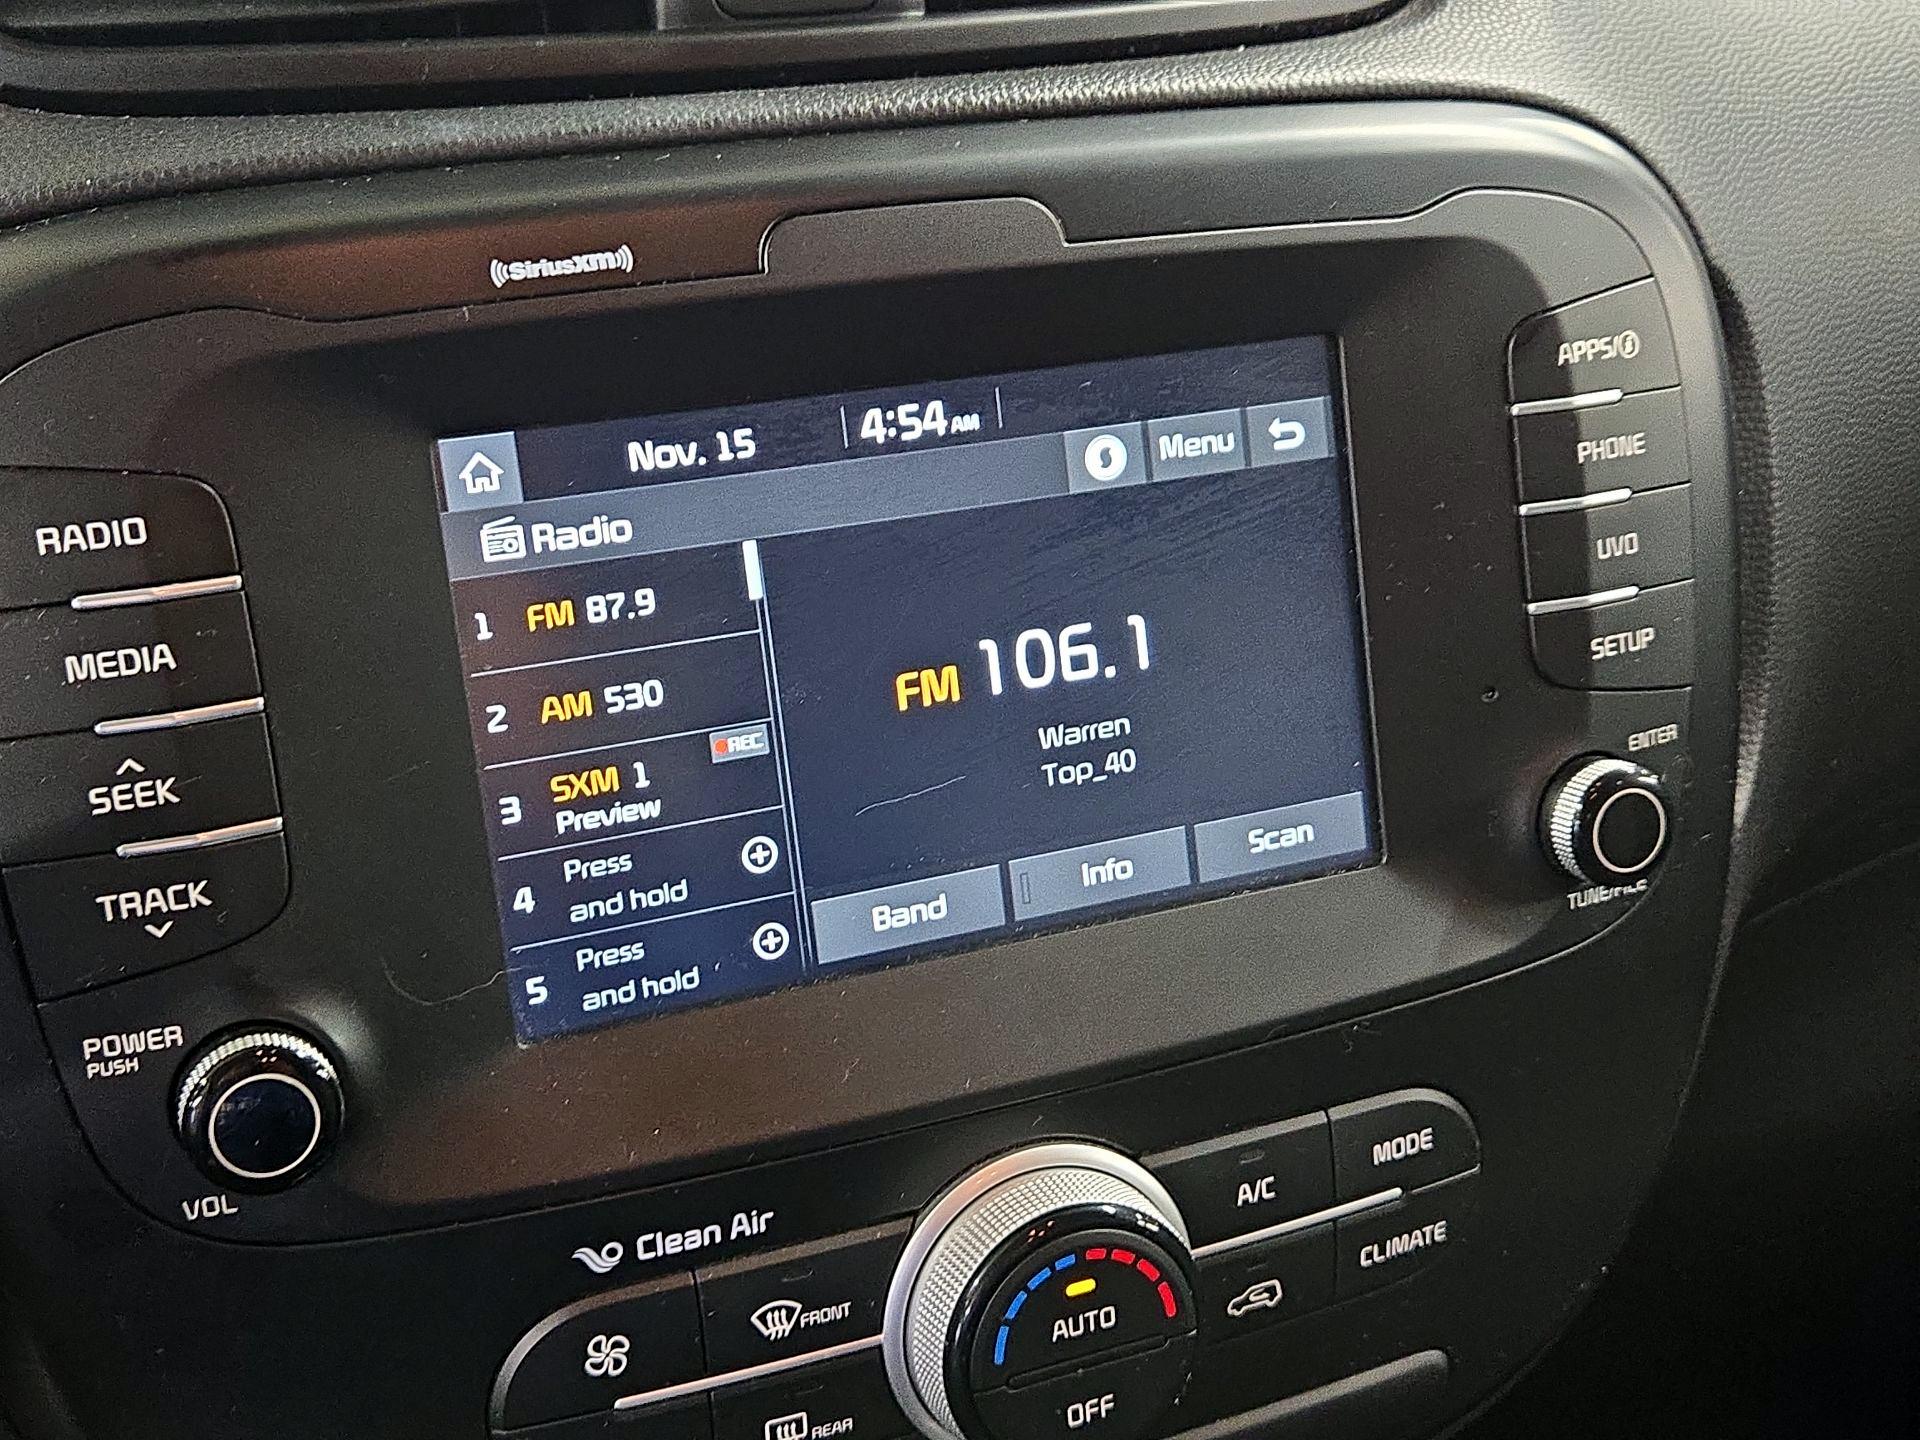 ((SiriusXM))
Nov. 15
4:54 AM
Menu
Radio
1 FM 87.9
2 AM 530
REC
3 SXM 1
Preview
4 Press
and hold
5 Press
and hold
FM 106.1
Warren
Top_40
Band
Info
Scan
RADIO
MEDIA
SEEK
TRACK
POWER
PUSH
VOL
APPS/i
PHONE
UVO
SETUP
ENTER
Clean Air
FRONT
REAR
AUTO
OFF
A/C
MODE
CLIMATE